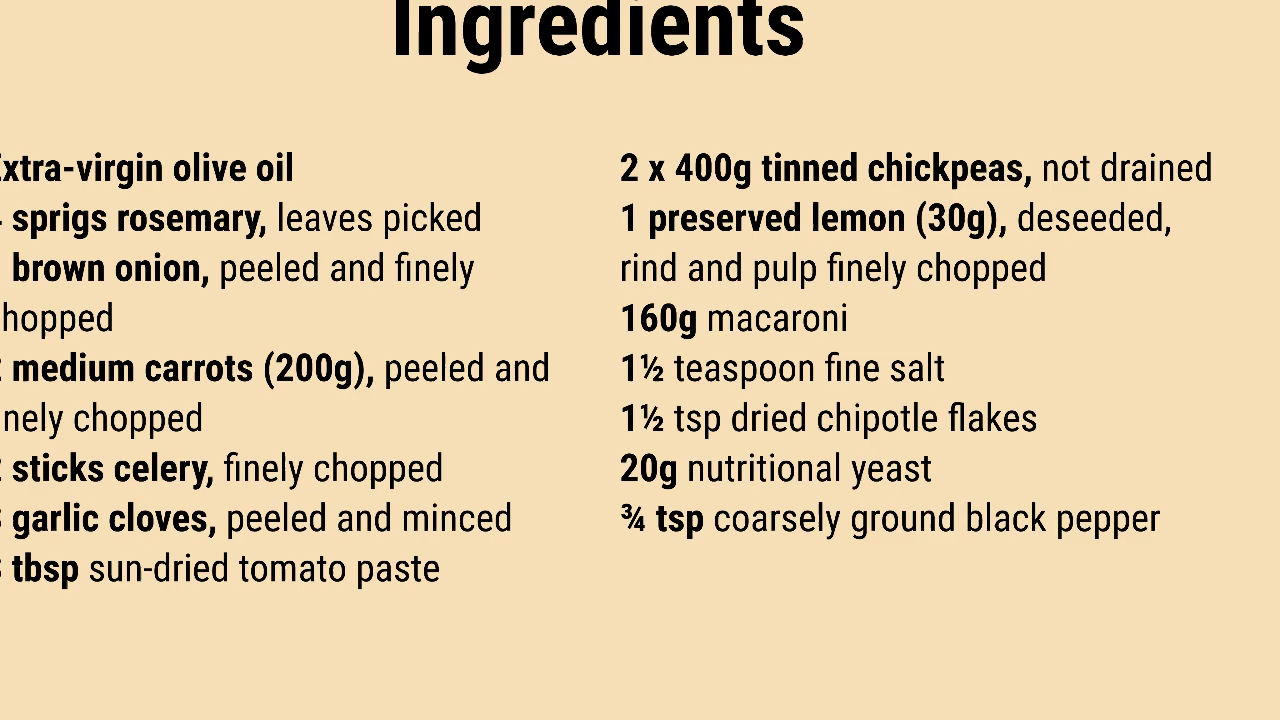 Ingredients
Extra-virgin olive oil
sprigs rosemary, leaves picked
brown onion, peeled and finely
hopped
medium carrots (200g), peeled and
nely chopped
sticks celery, finely chopped
garlic cloves, peeled and minced
tbsp sun-dried tomato paste
2 x 400g tinned chickpeas, not drained
1 preserved lemon (30g), deseeded,
rind and pulp finely chopped
160g macaroni
1½ teaspoon fine salt
1½ tsp dried chipotle flakes
20g nutritional yeast
¾ tsp coarsely ground black pepper